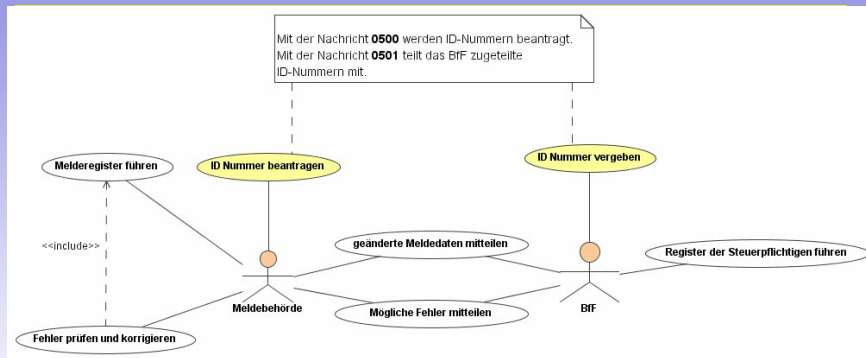 Mit der Nachricht 0500 werden ID-Nummern beantragt.
Mit der Nachricht 0501 teilt das BfF zugeteilte
ID-Nummern mit.
Melderegister führen
ID Nummer beantragen
ID Nummer vergeben
<<include>>
geänderte Meldedaten mitteilen
Register der Steuerpflichtigen führen
Meldebehörde
Mögliche Fehler mitteilen
BfF
Fehler prüfen und korrigieren